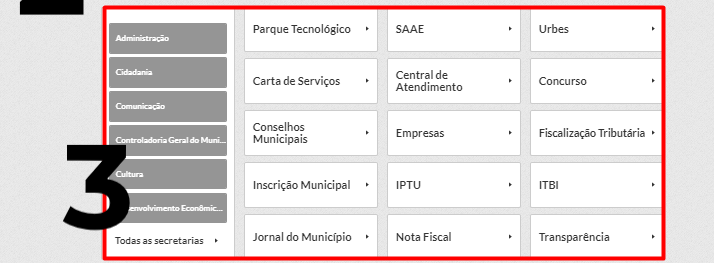 Administração
Cidadania
Comunicação
Controladoria Geral do Muni...
Cultura
senvolvimento Econômic...
Todas as secretarias
3
Parque Tecnológico
SAAE
Urbes
Carta de Serviços
Central de
Atendimento
Concurso
Conselhos
Municipais
Empresas
Fiscalização Tributária
Inscrição Municipal
IPTU
ITBI
Jornal do Município
Nota Fiscal
Transparência